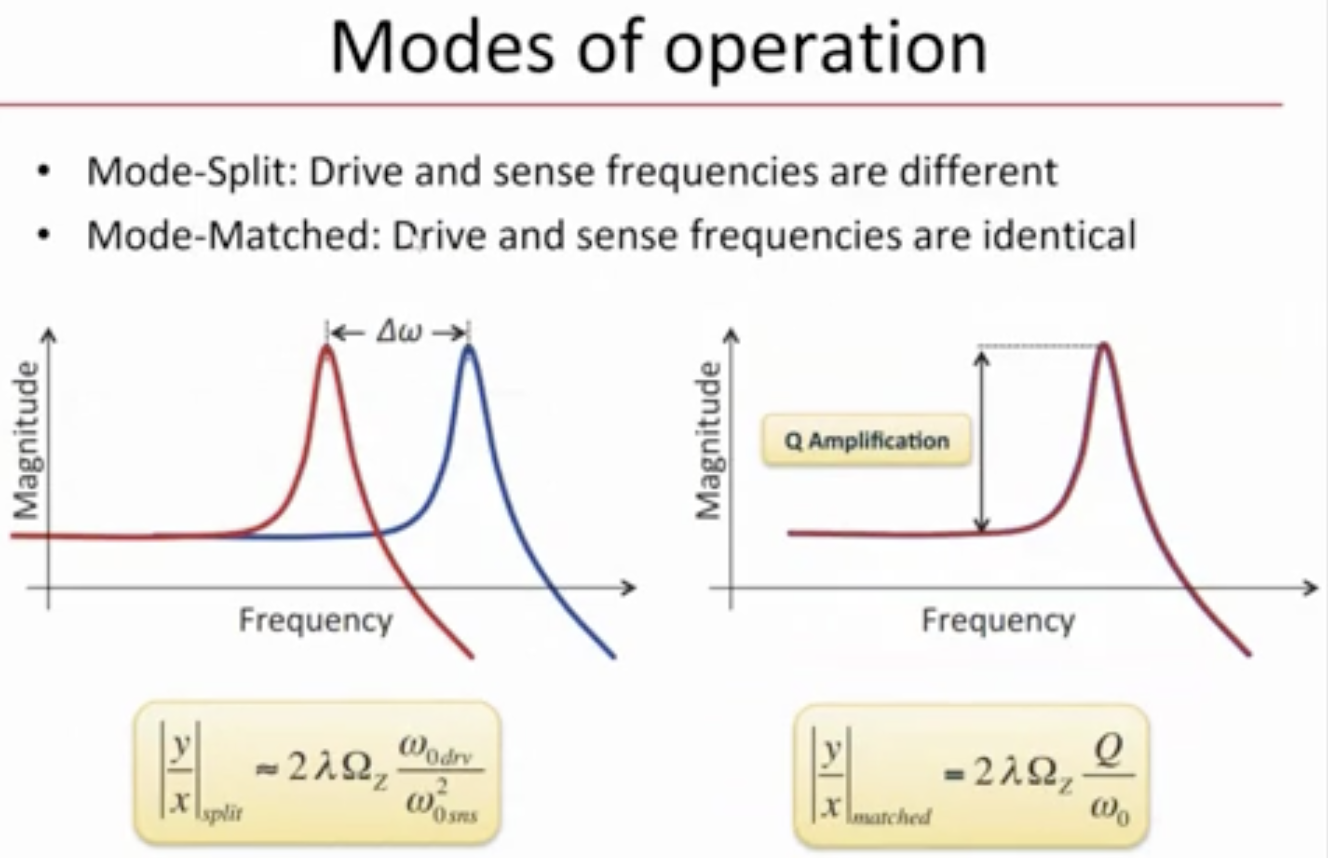 Modes of operation
• Mode-Split: Drive and sense frequencies are different
• Mode-Matched: Drive and sense frequencies are identical
Δω
Magnitude
Frequency
|y/x|split ≈ 2λΩZ ω0drv/ω²0sns
Magnitude
Q Amplification
Frequency
|y/x|matched = 2λΩZ Q/ω0